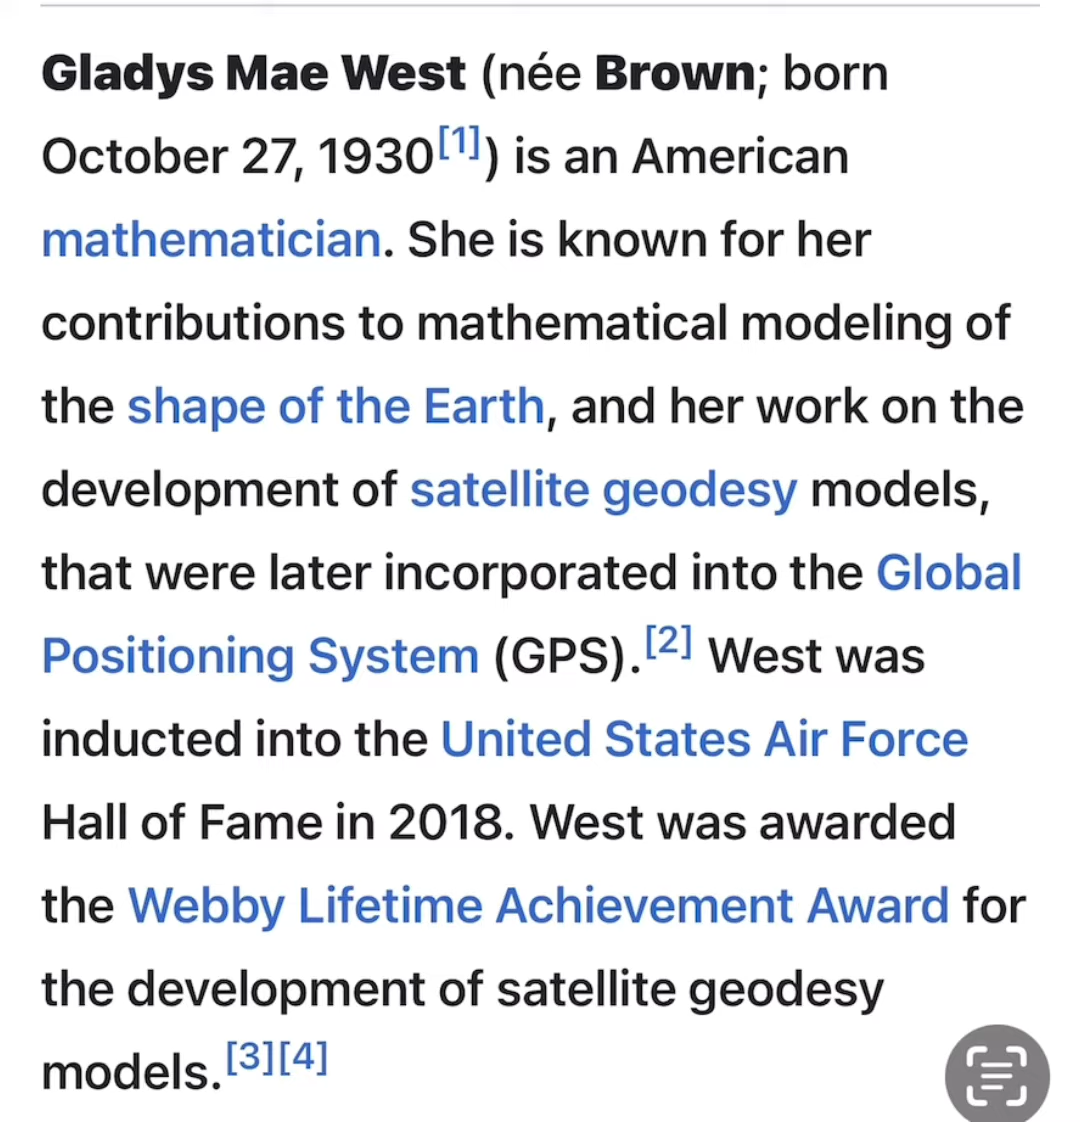 Gladys Mae West (née Brown; born
October 27, 1930[1]) is an American
mathematician. She is known for her
contributions to mathematical modeling of
the shape of the Earth, and her work on the
development of satellite geodesy models,
that were later incorporated into the Global
Positioning System (GPS).[2] West was
inducted into the United States Air Force
Hall of Fame in 2018. West was awarded
the Webby Lifetime Achievement Award for
the development of satellite geodesy
models.[3][4]